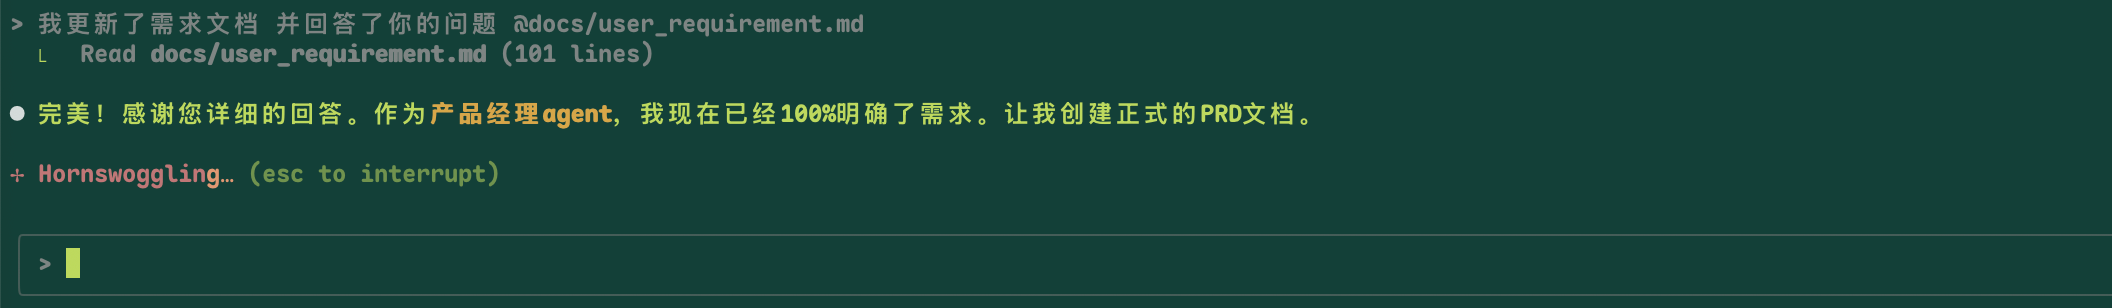 > 我更新了需求文档 并回答了你的问题 @docs/user_requirement.md
└ Read docs/user_requirement.md (101 lines)
● 完美！感谢您详细的回答。作为产品经理agent，我现在已经100%明确了需求。让我创建正式的PRD文档。
✢ Hornswoggling… (esc to interrupt)
>